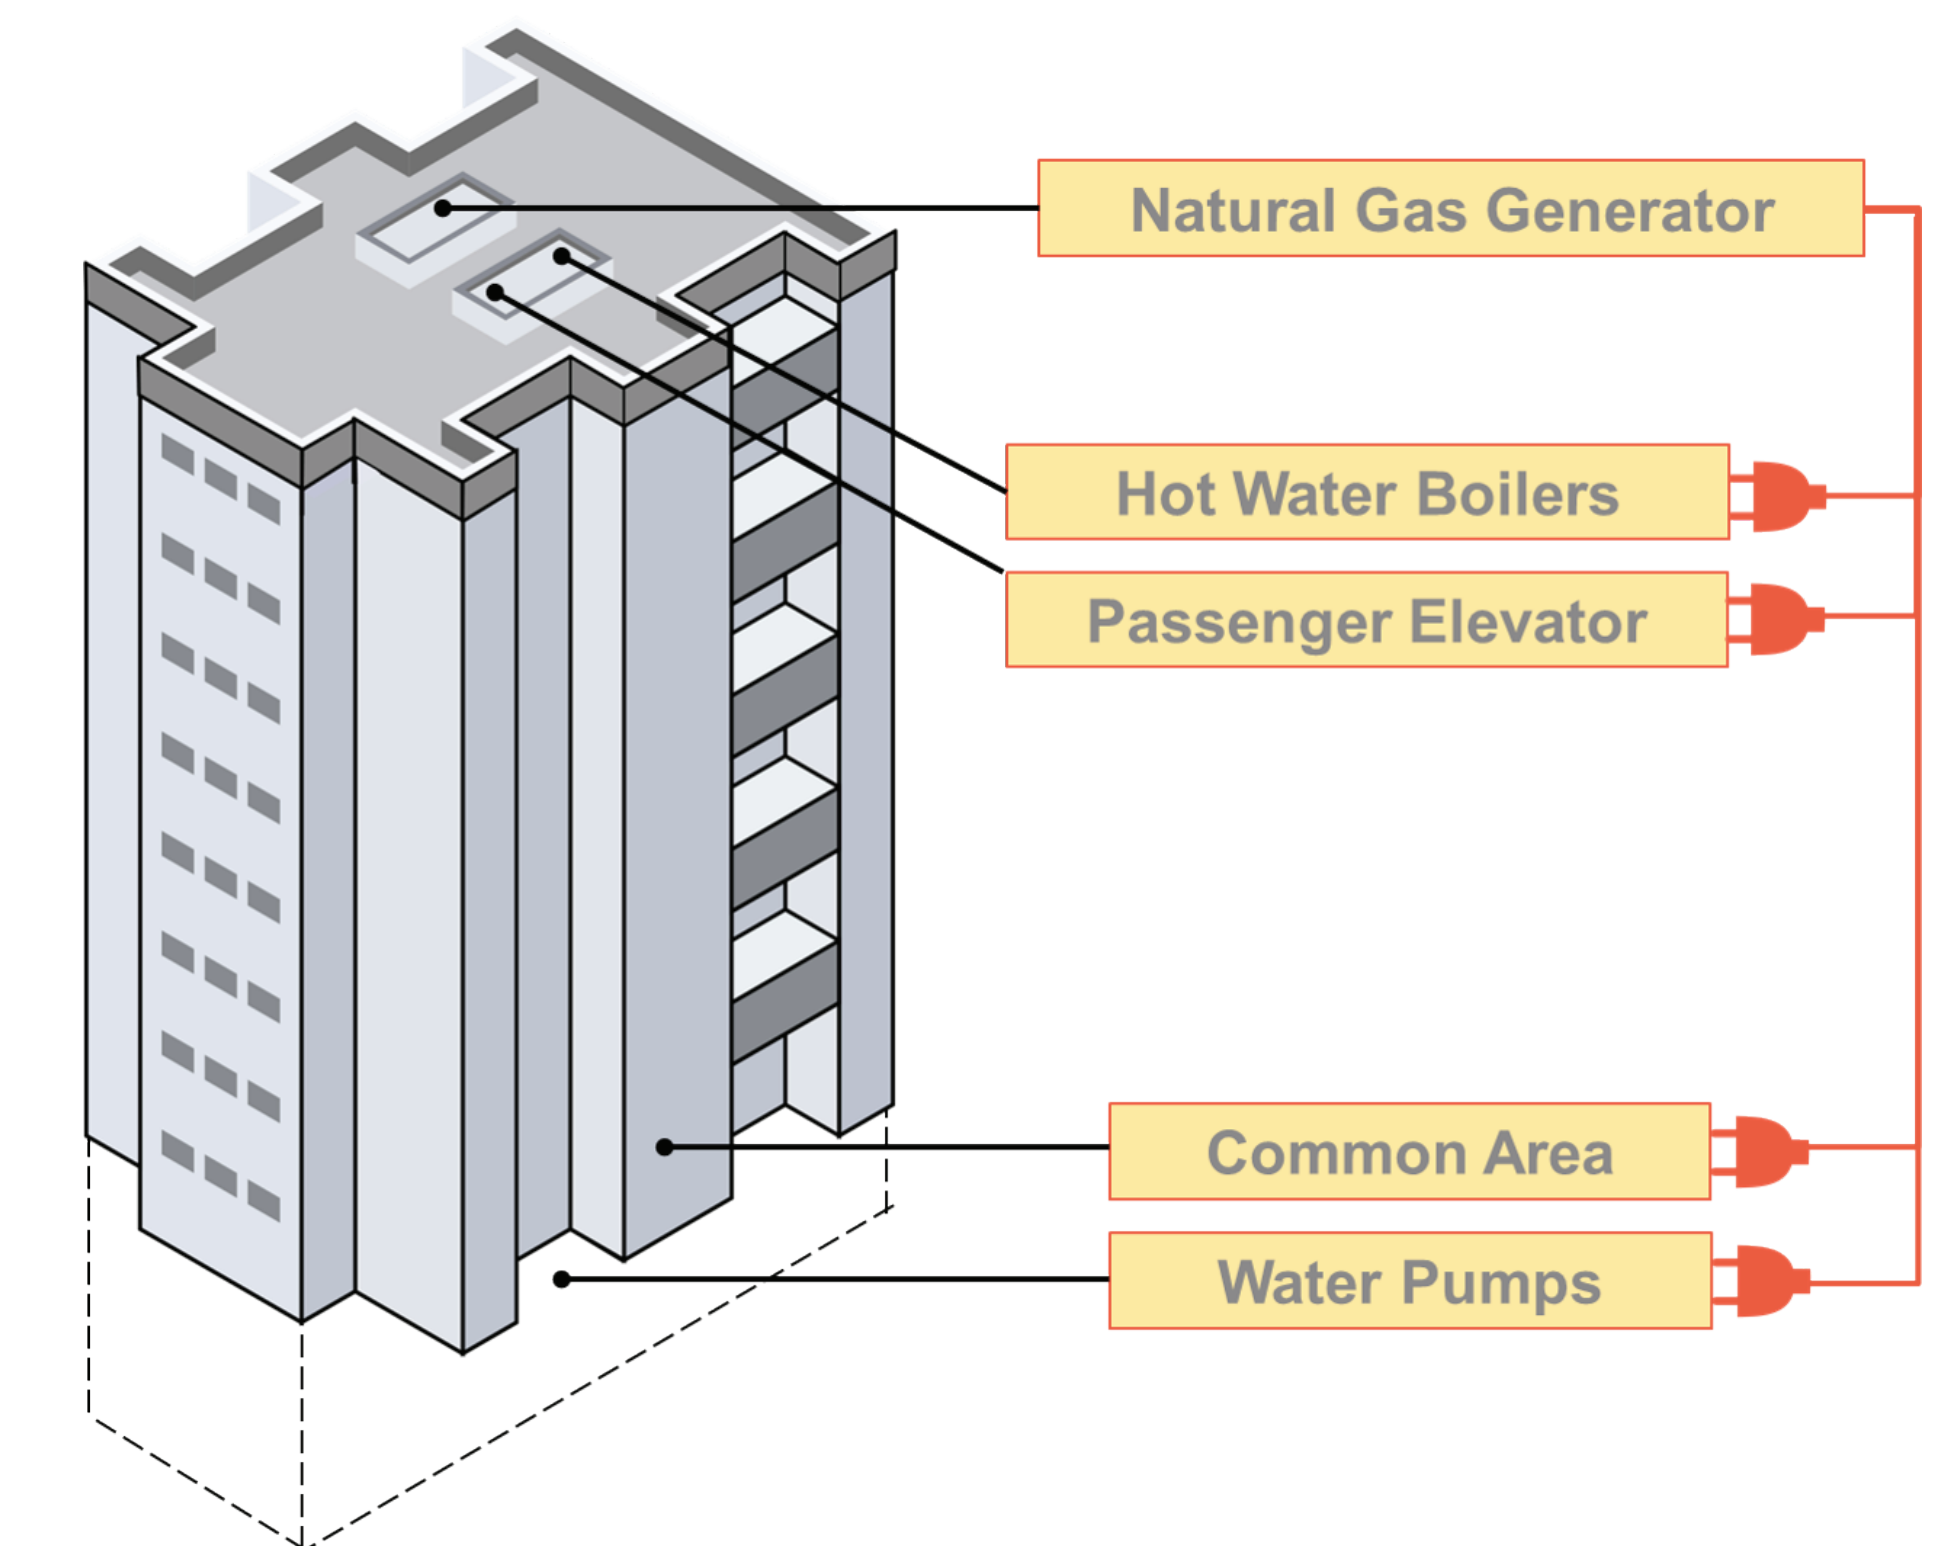 Natural Gas Generator
Hot Water Boilers
Passenger Elevator
Common Area
Water Pumps